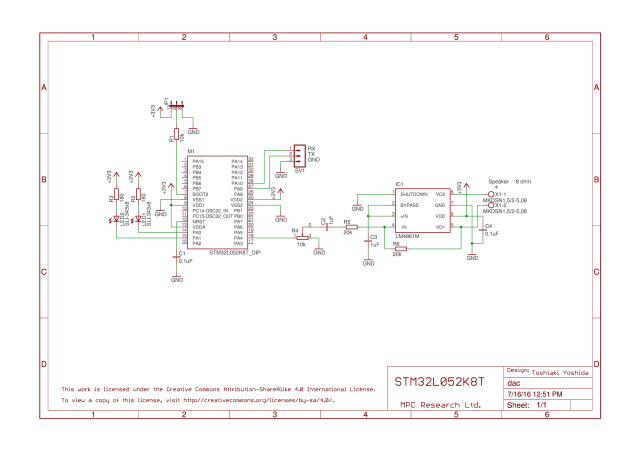 1 2 3 4 5 6
A A
JP1
+3V3
GND
R1
10k
M1
PA15 PA14
PB3 PA13
PB4 PA12
PB5 PA11
PB6 PA10
PB7 PA9
BOOT0 PA8
VSS1 VDD2
VDD1 VSS2
PC14-OSC32_IN PB1
PC15-OSC32_OUT PB0
NRST PA7
VDDA PA6
PA0 PA5
PA1 PA4
PA2 PA3
STM32L052K8T_DIP
RX
TX
GND
SV1
GND
+3V3
GND
B B
+3V3 +3V3
R3 160
R2 160
LED2
LED1
GND
C1
0.1uF
GND
R4
10k
GND
C2
1uF
R5
20k
C3
1uF
GND
GND
IC1
SHUTDOWN VO2
BYPASS GND
+IN VDD
-IN VO1
LM4861M
R6
20k
+3V3
Speaker 8 ohm
+
X1-1
MKDSN1,5/2-5,08
X1-2
MKDSN1,5/2-5,08
C4
0.1uF
GND
C C
D D
STM32L052K8T
MPC Research Ltd.
Design: Toshiaki Yoshida
dac
7/16/16 12:51 PM
Sheet: 1/1
This work is licensed under the Creative Commons Attribution-ShareAlike 4.0 International License.
To view a copy of this license, visit http://creativecommons.org/licenses/by-sa/4.0/.
1 2 3 4 5 6